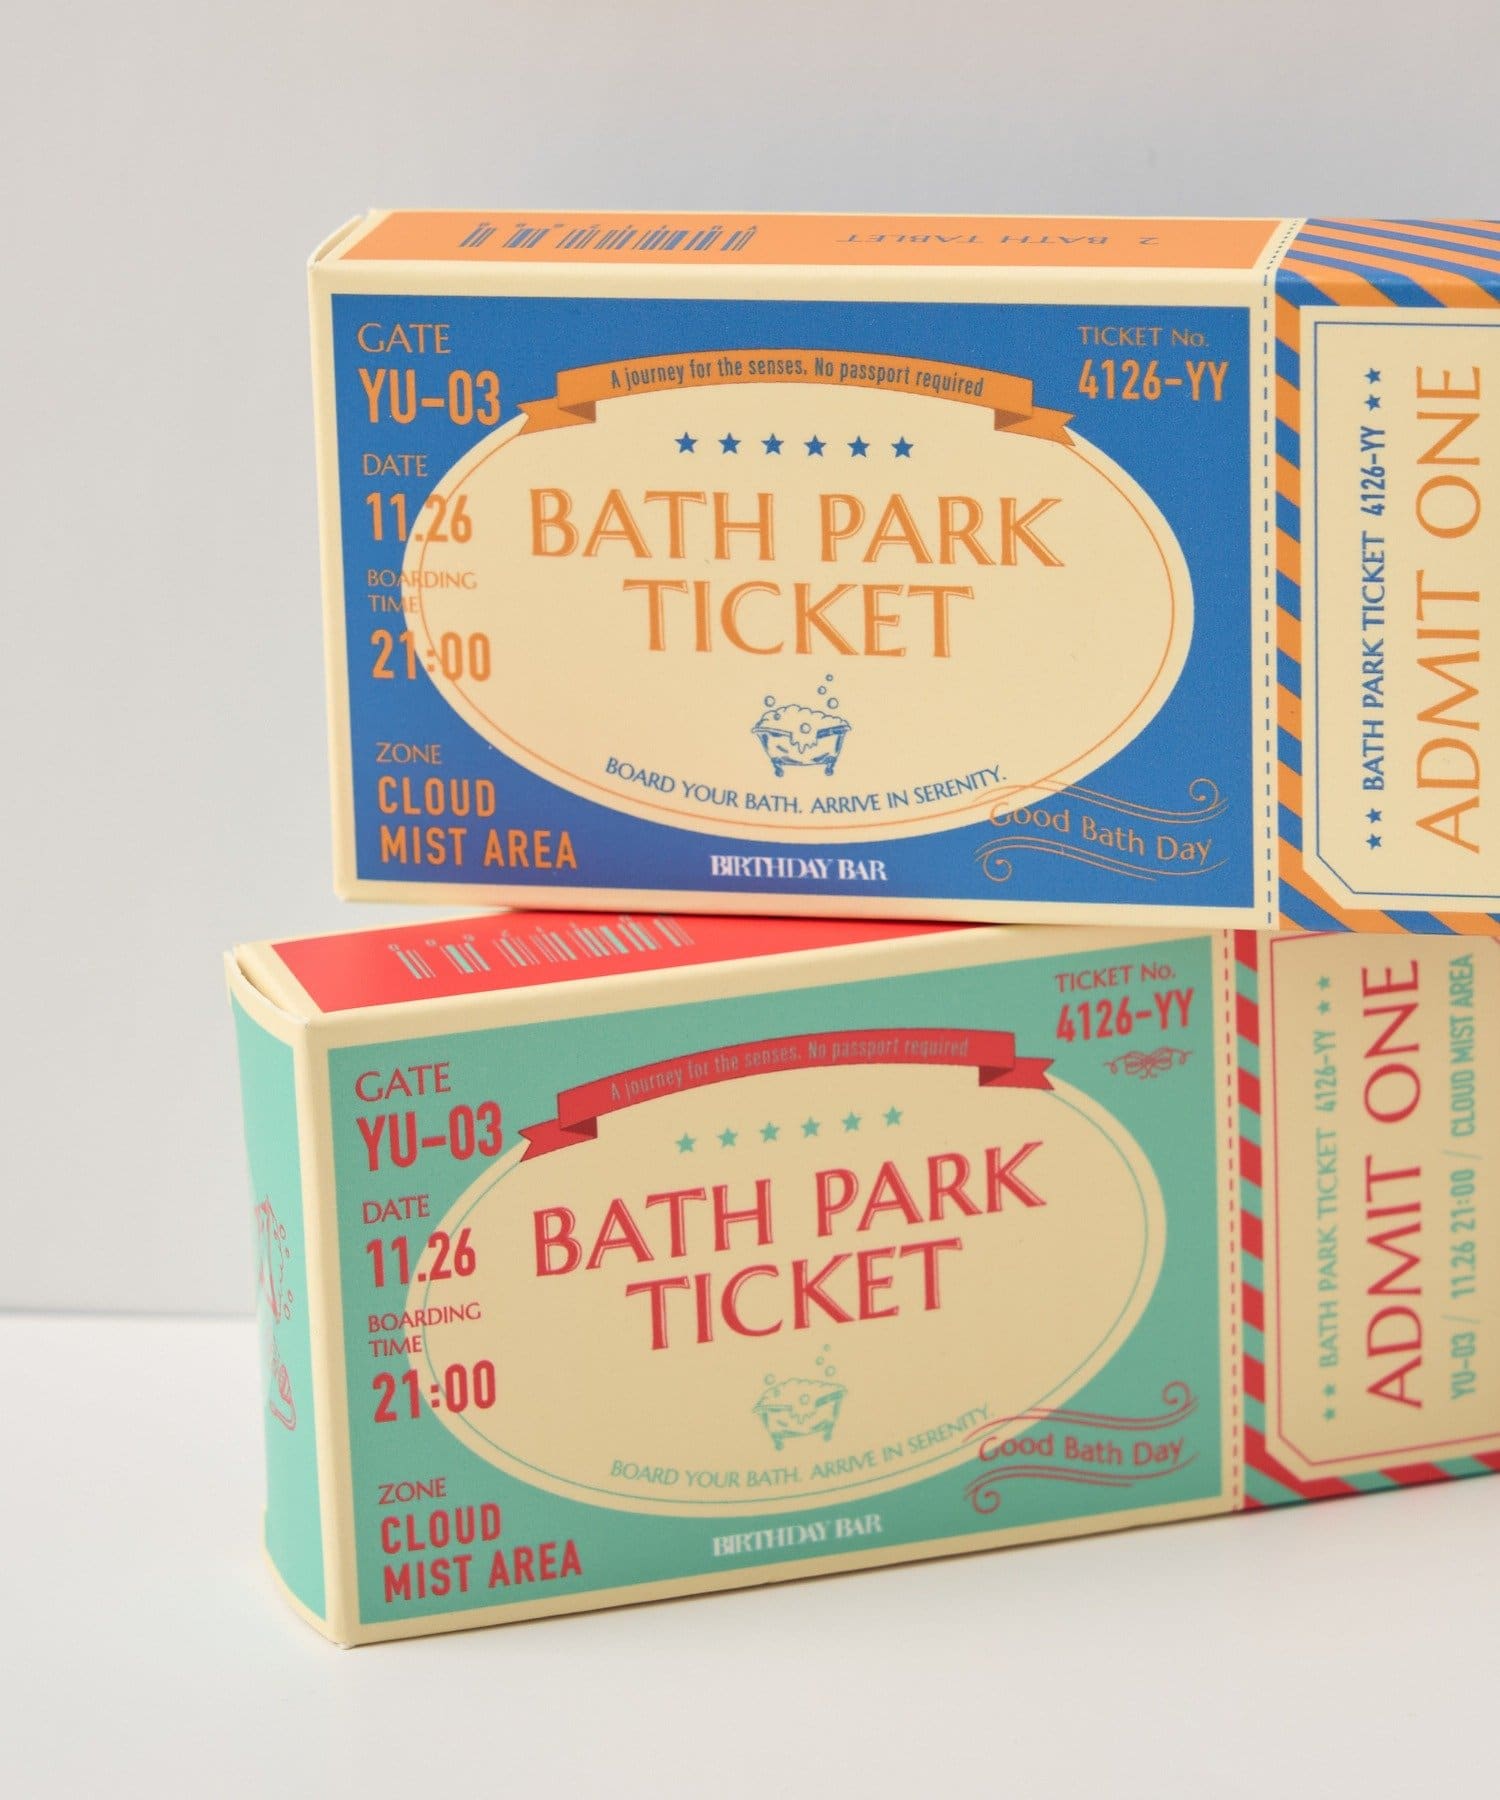 2 BATH TABLET
GATE
YU-03
DATE
11.26
BOARDING
TIME
21:00
ZONE
CLOUD
MIST AREA
A journey for the senses. No passport required
BATH PARK
TICKET
BOARD YOUR BATH. ARRIVE IN SERENITY.
BIRTHDAY BAR
TICKET No.
4126-YY
Good Bath Day
BATH PARK TICKET 4126-YY
ADMIT ONE
GATE
YU-03
DATE
11.26
BOARDING
TIME
21:00
ZONE
CLOUD
MIST AREA
A journey for the senses. No passport required
BATH PARK
TICKET
BOARD YOUR BATH. ARRIVE IN SERENITY.
BIRTHDAY BAR
TICKET No.
4126-YY
Good Bath Day
BATH PARK TICKET 4126-YY
ADMIT ONE
YU-03 / 11.26 21:00 / CLOUD MIST AREA